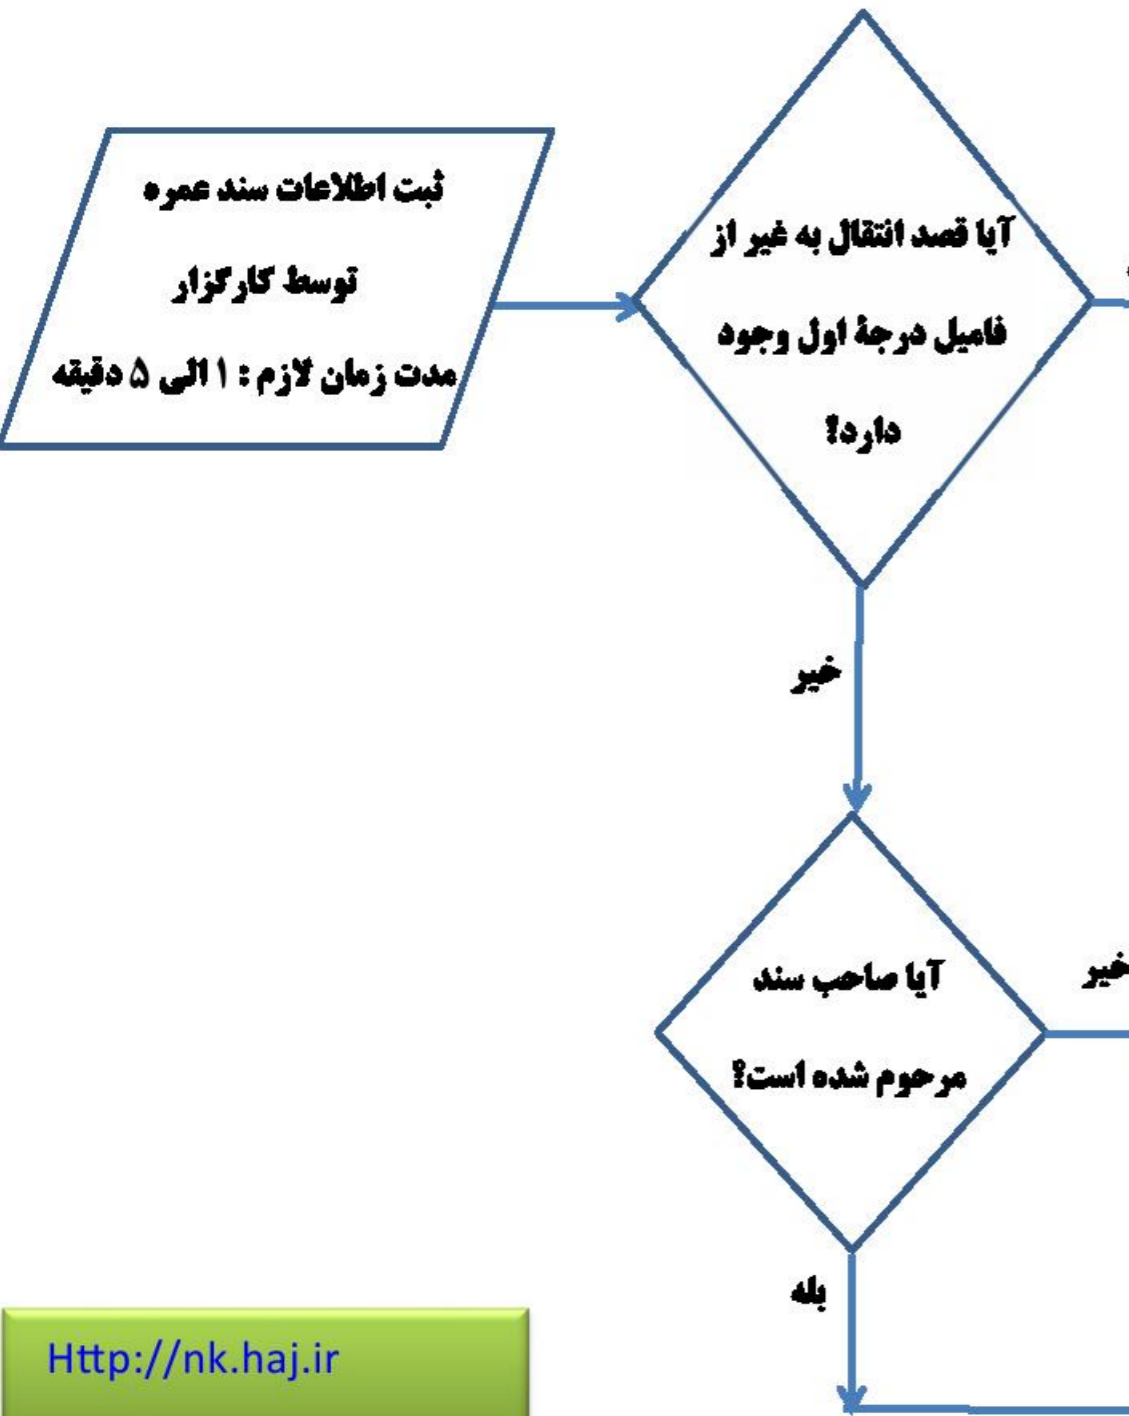 ثبت اطلاعات سند عمره
توسط کارگزار
مدت زمان لازم : ۱ الی ۵ دقیقه
آیا قصد انتقال به غیر از
فامیل درجهٔ اول وجود
دارد؟
خیر
آیا صاحب سند
مرحوم شده است؟
خیر
بله
Http://nk.haj.ir